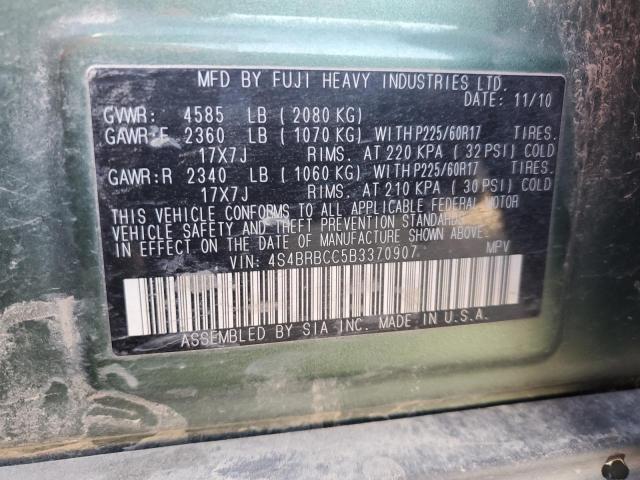 MFD BY FUJI HEAVY INDUSTRIES LTD.
DATE: 11/10
GVWR: 4585 LB (2080 KG)
GAWR:F 2360 LB (1070 KG) WITH P225/60R17 TIRES.
17X7J RIMS. AT 220 KPA (32 PSI) COLD
GAWR:R 2340 LB (1060 KG) WITH P225/60R17 TIRES.
17X7J RIMS. AT 210 KPA (30 PSI) COLD
THIS VEHICLE CONFORMS TO ALL APPLICABLE FEDERAL MOTOR
VEHICLE SAFETY AND THEFT PREVENTION STANDARDS
IN EFFECT ON THE DATE OF MANUFACTURE SHOWN ABOVE.
VIN: 4S4BRBCC5B3370907 MPV
ASSEMBLED BY SIA INC. MADE IN U.S.A.